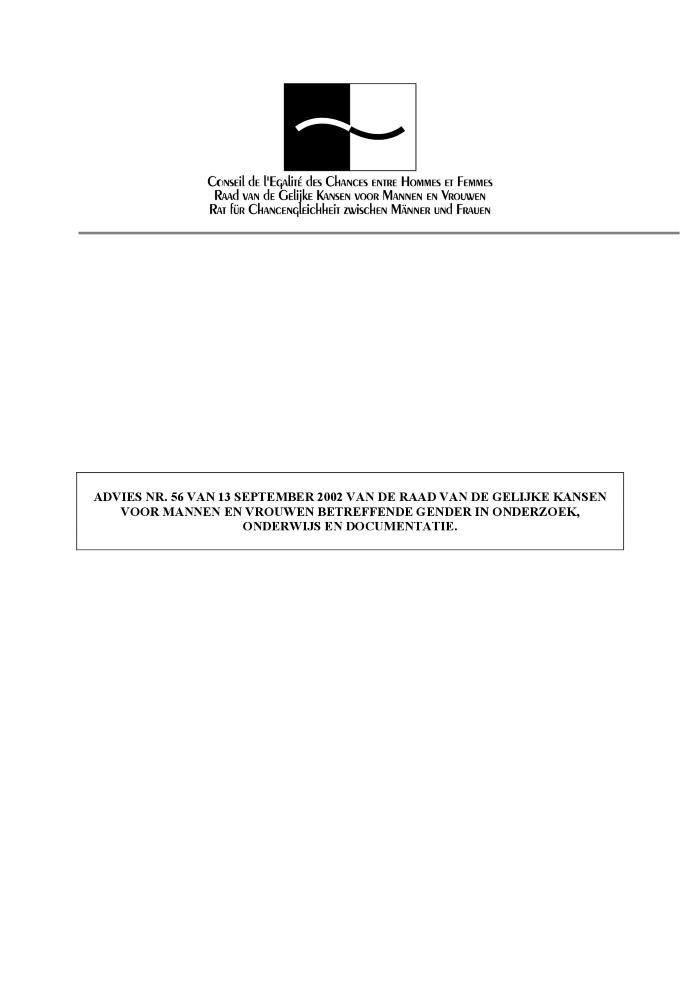 Conseil de l'Egalité des Chances entre Hommes et Femmes
Raad van de Gelijke Kansen voor Mannen en Vrouwen
Rat für Chancengleichheit zwischen Männer und Frauen
ADVIES NR. 56 VAN 13 SEPTEMBER 2002 VAN DE RAAD VAN DE GELIJKE KANSEN
VOOR MANNEN EN VROUWEN BETREFFENDE GENDER IN ONDERZOEK,
ONDERWIJS EN DOCUMENTATIE.